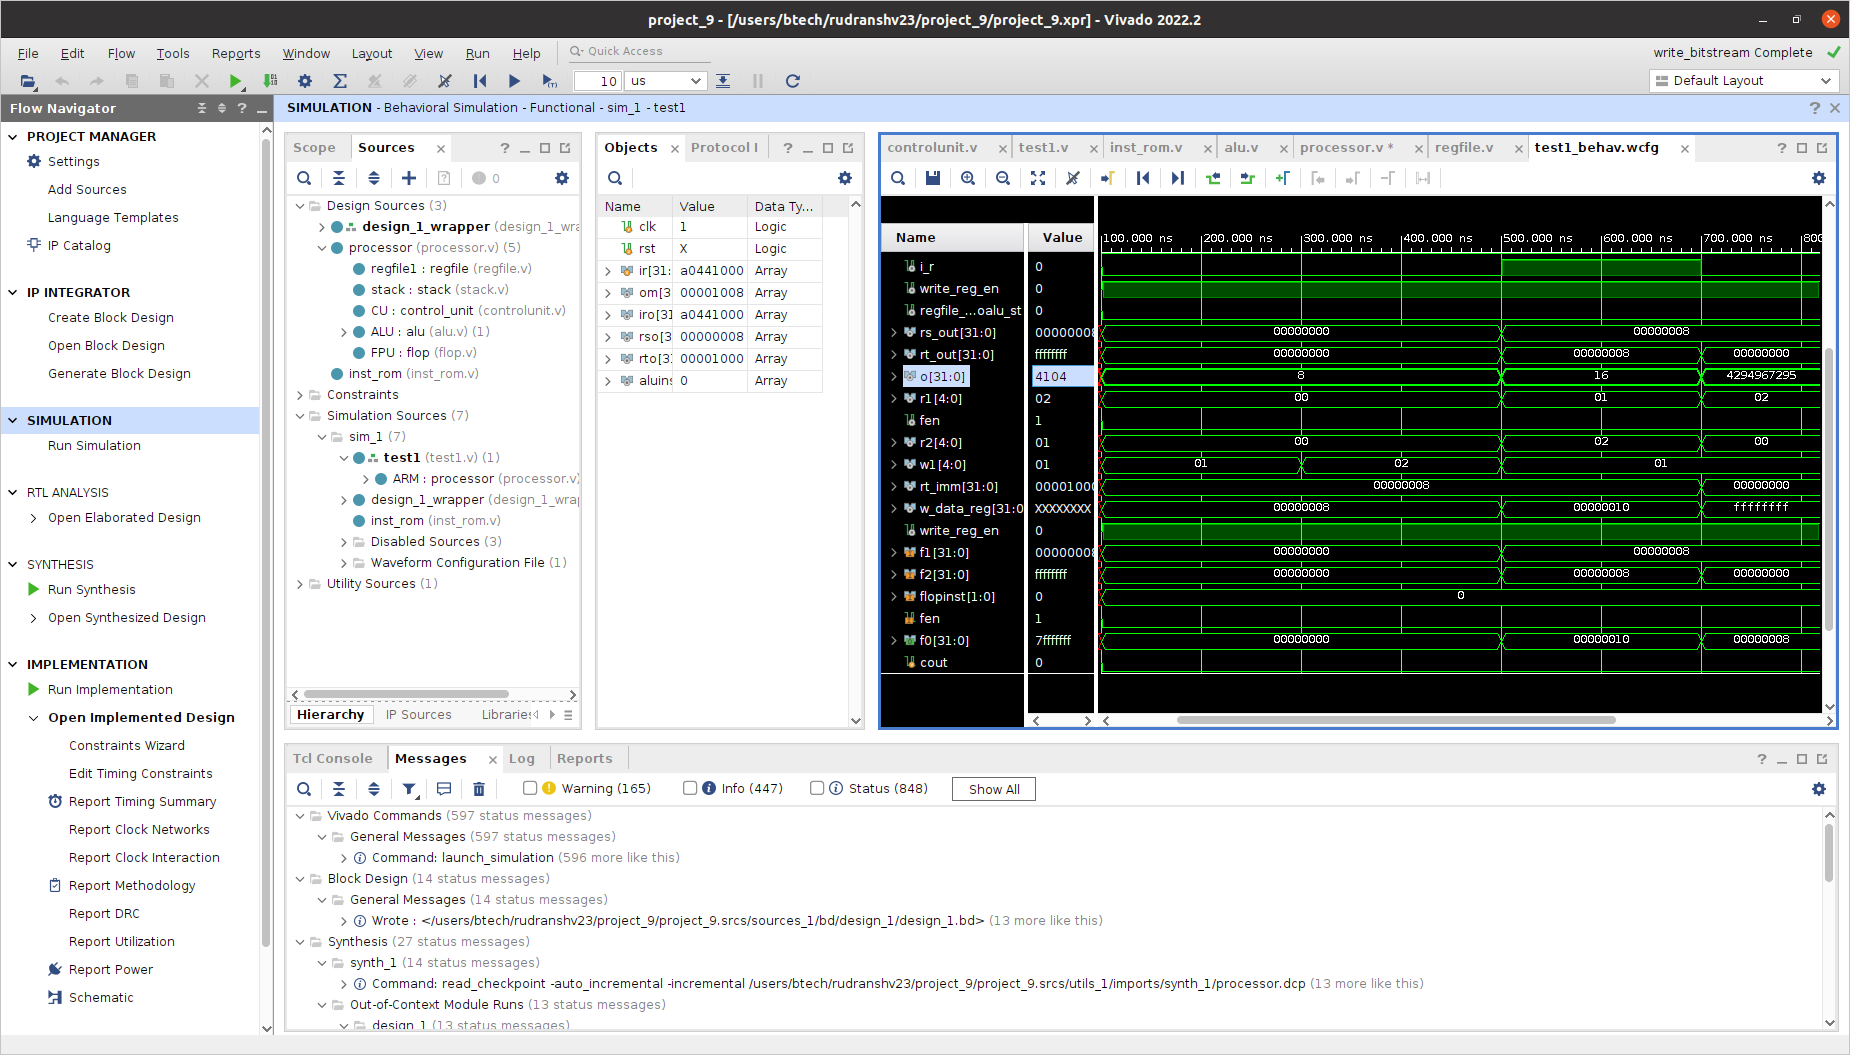 project_9 - [/users/btech/rudranshv23/project_9/project_9.xpr] - Vivado 2022.2
File Edit Flow Tools Reports Window Layout View Run Help Quick Access
write_bitstream Complete
10 us
Default Layout
Flow Navigator
PROJECT MANAGER
Settings
Add Sources
Language Templates
IP Catalog
IP INTEGRATOR
Create Block Design
Open Block Design
Generate Block Design
SIMULATION
Run Simulation
RTL ANALYSIS
Open Elaborated Design
SYNTHESIS
Run Synthesis
Open Synthesized Design
IMPLEMENTATION
Run Implementation
Open Implemented Design
Constraints Wizard
Edit Timing Constraints
Report Timing Summary
Report Clock Networks
Report Clock Interaction
Report Methodology
Report DRC
Report Utilization
Report Power
Schematic
SIMULATION - Behavioral Simulation - Functional - sim_1 - test1
Scope Sources
0
Design Sources (3)
design_1_wrapper (design_1_wra
processor (processor.v) (5)
regfile1 : regfile (regfile.v)
stack : stack (stack.v)
CU : control_unit (controlunit.v)
ALU : alu (alu.v) (1)
FPU : flop (flop.v)
inst_rom (inst_rom.v)
Constraints
Simulation Sources (7)
sim_1 (7)
test1 (test1.v) (1)
ARM : processor (processor.v)
design_1_wrapper (design_1_wrap
inst_rom (inst_rom.v)
Disabled Sources (3)
Waveform Configuration File (1)
Utility Sources (1)
Hierarchy IP Sources Libraries
Objects Protocol I
Name Value Data Ty...
clk 1 Logic
rst X Logic
ir[31: a0441000 Array
om[3 00001008 Array
iro[31 a0441000 Array
rso[3 00000008 Array
rto[3 00001000 Array
aluins 0 Array
controlunit.v test1.v inst_rom.v alu.v processor.v * regfile.v test1_behav.wcfg
Name Value
100.000 ns 200.000 ns 300.000 ns 400.000 ns 500.000 ns 600.000 ns 700.000 ns 800
i_r 0
write_reg_en 0
regfile_...oalu_st 0
rs_out[31:0] 00000008 00000000 00000008
rt_out[31:0] ffffffff 00000000 00000008 00000000
o[31:0] 4104 8 16 4294967295
r1[4:0] 02 00 01 02
fen 1
r2[4:0] 01 00 02 00
w1[4:0] 01 01 02 01
rt_imm[31:0] 00001000 00000008 00000000
w_data_reg[31:0 XXXXXXXX 00000008 00000010 ffffffff
write_reg_en 0
f1[31:0] 00000008 00000000 00000008
f2[31:0] ffffffff 00000000 00000008 00000000
flopinst[1:0] 0 0
fen 1
f0[31:0] 7fffffff 00000000 00000010 00000008
cout 0
Tcl Console Messages Log Reports
Warning (165) Info (447) Status (848) Show All
Vivado Commands (597 status messages)
General Messages (597 status messages)
Command: launch_simulation (596 more like this)
Block Design (14 status messages)
General Messages (14 status messages)
Wrote : </users/btech/rudranshv23/project_9/project_9.srcs/sources_1/bd/design_1/design_1.bd> (13 more like this)
Synthesis (27 status messages)
synth_1 (14 status messages)
Command: read_checkpoint -auto_incremental -incremental /users/btech/rudranshv23/project_9/project_9.srcs/utils_1/imports/synth_1/processor.dcp (13 more like this)
Out-of-Context Module Runs (13 status messages)
design_1 (13 status messages)